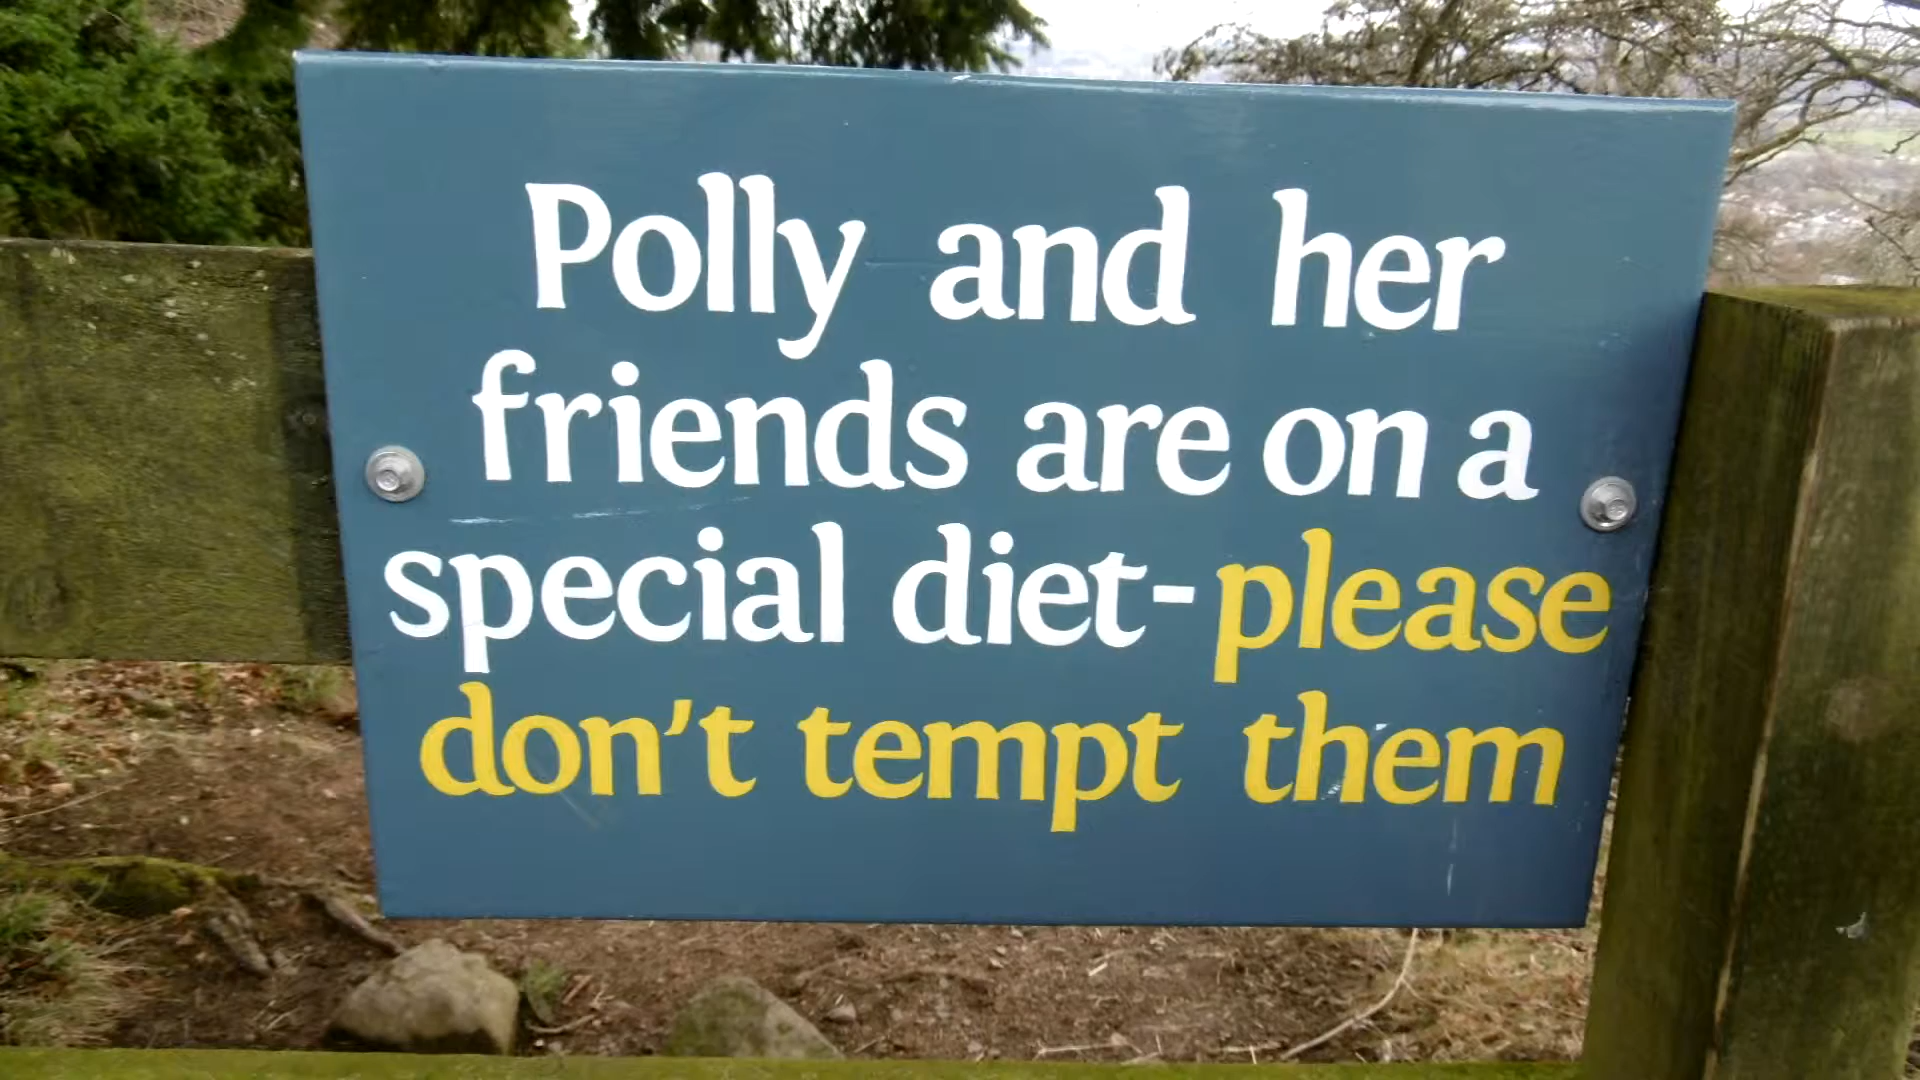 Polly and her
friends are on a
special diet-please
don't tempt them